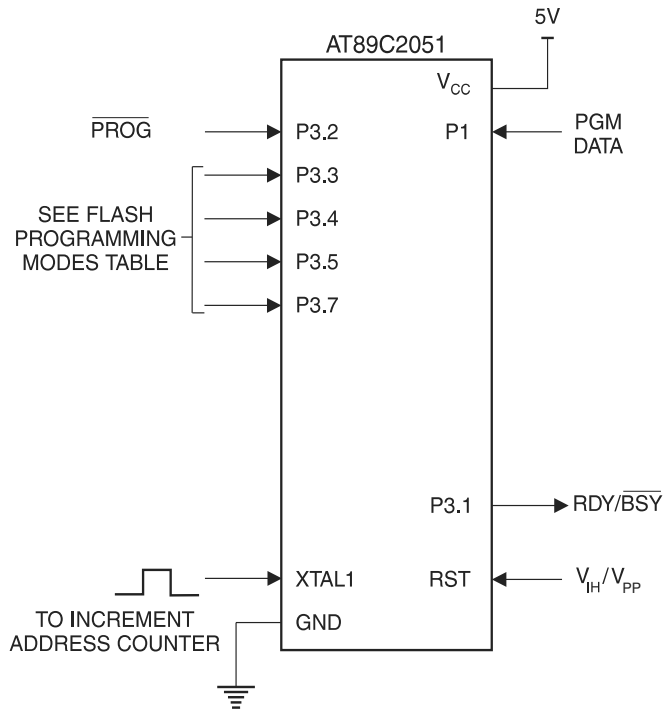 5V
AT89C2051
VCC
PROG
P3.2
P1
PGM
DATA
P3.3
SEE FLASH
PROGRAMMING
MODES TABLE
P3.4
P3.5
P3.7
P3.1
RDY/BSY
XTAL1
RST
VIH/VPP
TO INCREMENT
ADDRESS COUNTER
GND